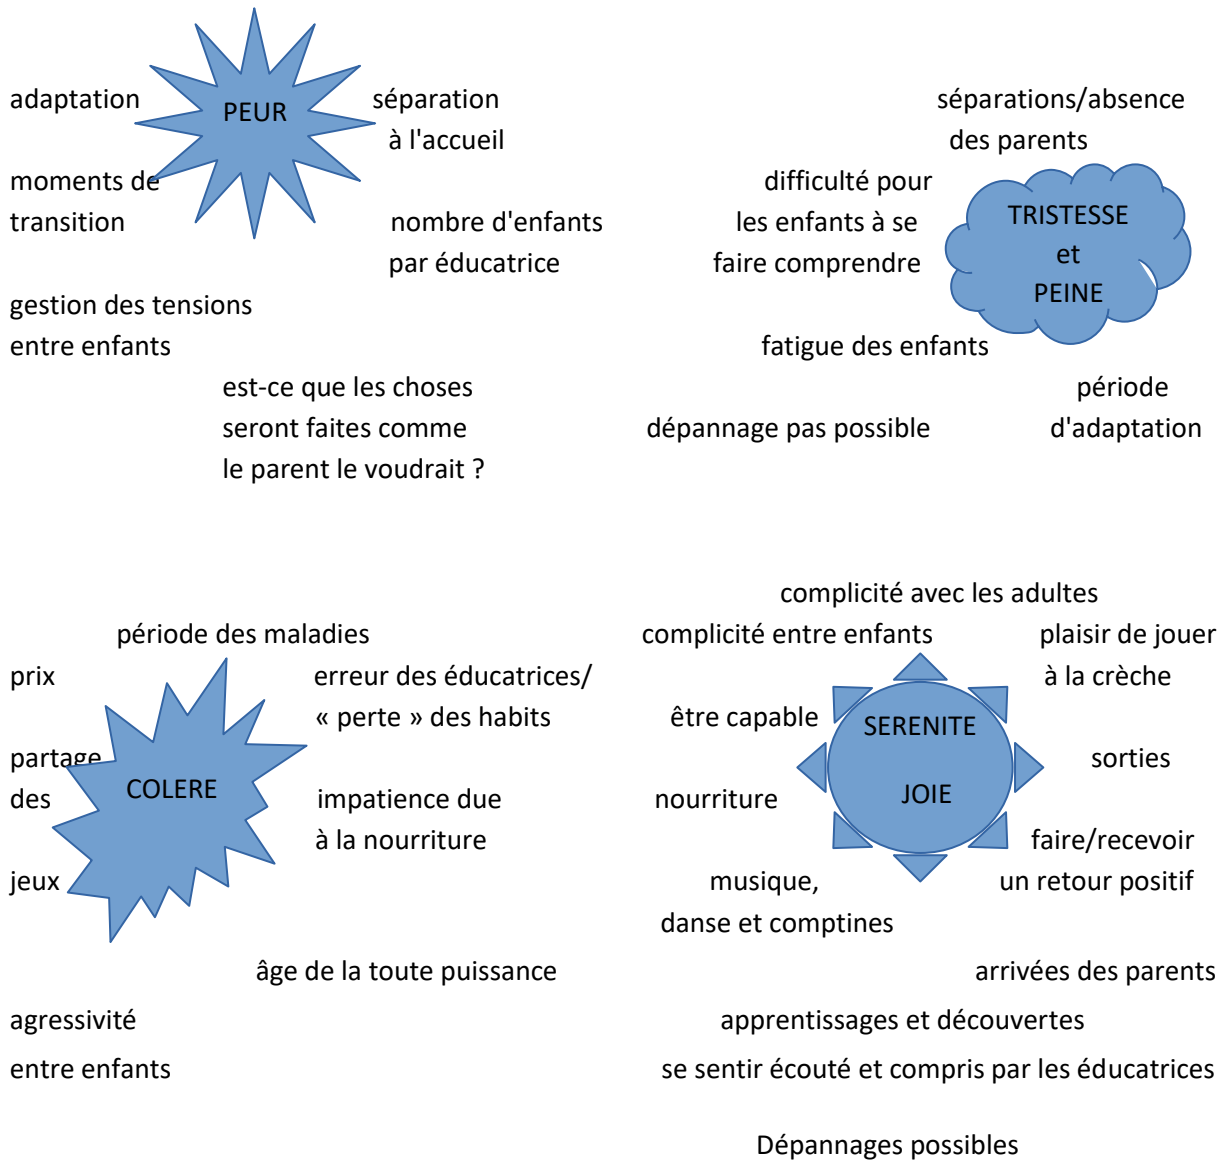 adaptation
PEUR
séparation
à l'accueil
moments de
transition
nombre d'enfants
par éducatrice
gestion des tensions
entre enfants
est-ce que les choses
seront faites comme
le parent le voudrait ?
séparations/absence
des parents
difficulté pour
les enfants à se
faire comprendre
TRISTESSE
et
PEINE
fatigue des enfants
période
d'adaptation
dépannage pas possible
période des maladies
prix
erreur des éducatrices/
« perte » des habits
partage
des
jeux
COLERE
impatience due
à la nourriture
âge de la toute puissance
agressivité
entre enfants
complicité avec les adultes
complicité entre enfants
plaisir de jouer
à la crèche
être capable
SERENITE
JOIE
sorties
nourriture
faire/recevoir
un retour positif
musique,
danse et comptines
arrivées des parents
apprentissages et découvertes
se sentir écouté et compris par les éducatrices
Dépannages possibles